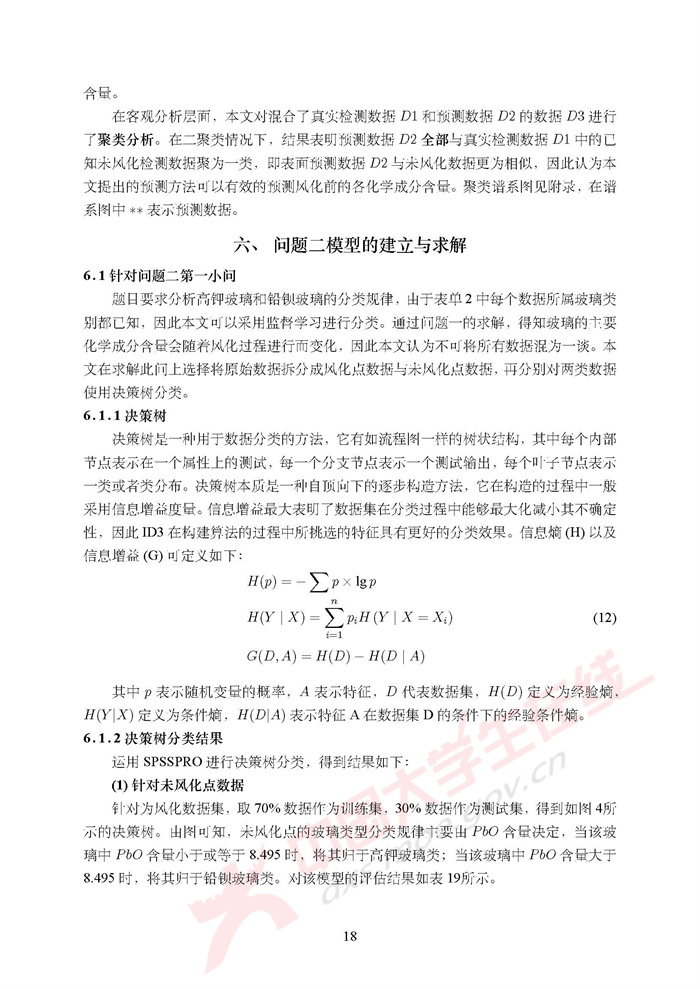 含量。
在客观分析层面，本文对混合了真实检测数据 D1 和预测数据 D2 的数据 D3 进行
了聚类分析。在二聚类情况下，结果表明预测数据 D2 全部与真实检测数据 D1 中的已
知未风化检测数据聚为一类，即表面预测数据 D2 与未风化数据更为相似，因此认为本
文提出的预测方法可以有效的预测风化前的各化学成分含量。聚类谱系图见附录，在谱
系图中 ** 表示预测数据。
六、 问题二模型的建立与求解
6.1 针对问题二第一小问
题目要求分析高钾玻璃和铅钡玻璃的分类规律，由于表单 2 中每个数据所属玻璃类
别都已知，因此本文可以采用监督学习进行分类。通过问题一的求解，得知玻璃的主要
化学成分含量会随着风化过程进行而变化，因此本文认为不可将所有数据混为一谈。本
文在求解此问上选择将原始数据拆分成风化点数据与未风化点数据，再分别对两类数据
使用决策树分类。
6.1.1 决策树
决策树是一种用于数据分类的方法，它有如流程图一样的树状结构，其中每个内部
节点表示在一个属性上的测试，每一个分支节点表示一个测试输出，每个叶子节点表示
一类或者类分布。决策树本质是一种自顶向下的逐步构造方法，它在构造的过程中一般
采用信息增益度量。信息增益最大表明了数据集在分类过程中能够最大化减小其不确定
性，因此 ID3 在构建算法的过程中所挑选的特征具有更好的分类效果。信息熵 (H) 以及
信息增益 (G) 可定义如下：
H(p) = − ∑ p × lg p
H(Y | X) = ∑_{i=1}^{n} p_i H (Y | X = X_i) (12)
G(D, A) = H(D) − H(D | A)
其中 p 表示随机变量的概率，A 表示特征，D 代表数据集，H(D) 定义为经验熵，
H(Y|X) 定义为条件熵，H(D|A) 表示特征 A 在数据集 D 的条件下的经验条件熵。
6.1.2 决策树分类结果
运用 SPSSPRO 进行决策树分类，得到结果如下：
(1) 针对未风化点数据
针对为风化数据集，取 70% 数据作为训练集，30% 数据作为测试集，得到如图 4所
示的决策树。由图可知，未风化点的玻璃类型分类规律主要由 PbO 含量决定，当该玻
璃中 PbO 含量小于或等于 8.495 时，将其归于高钾玻璃类；当该玻璃中 PbO 含量大于
8.495 时，将其归于铅钡玻璃类。对该模型的评估结果如表 19所示。
18
中国大学生在线